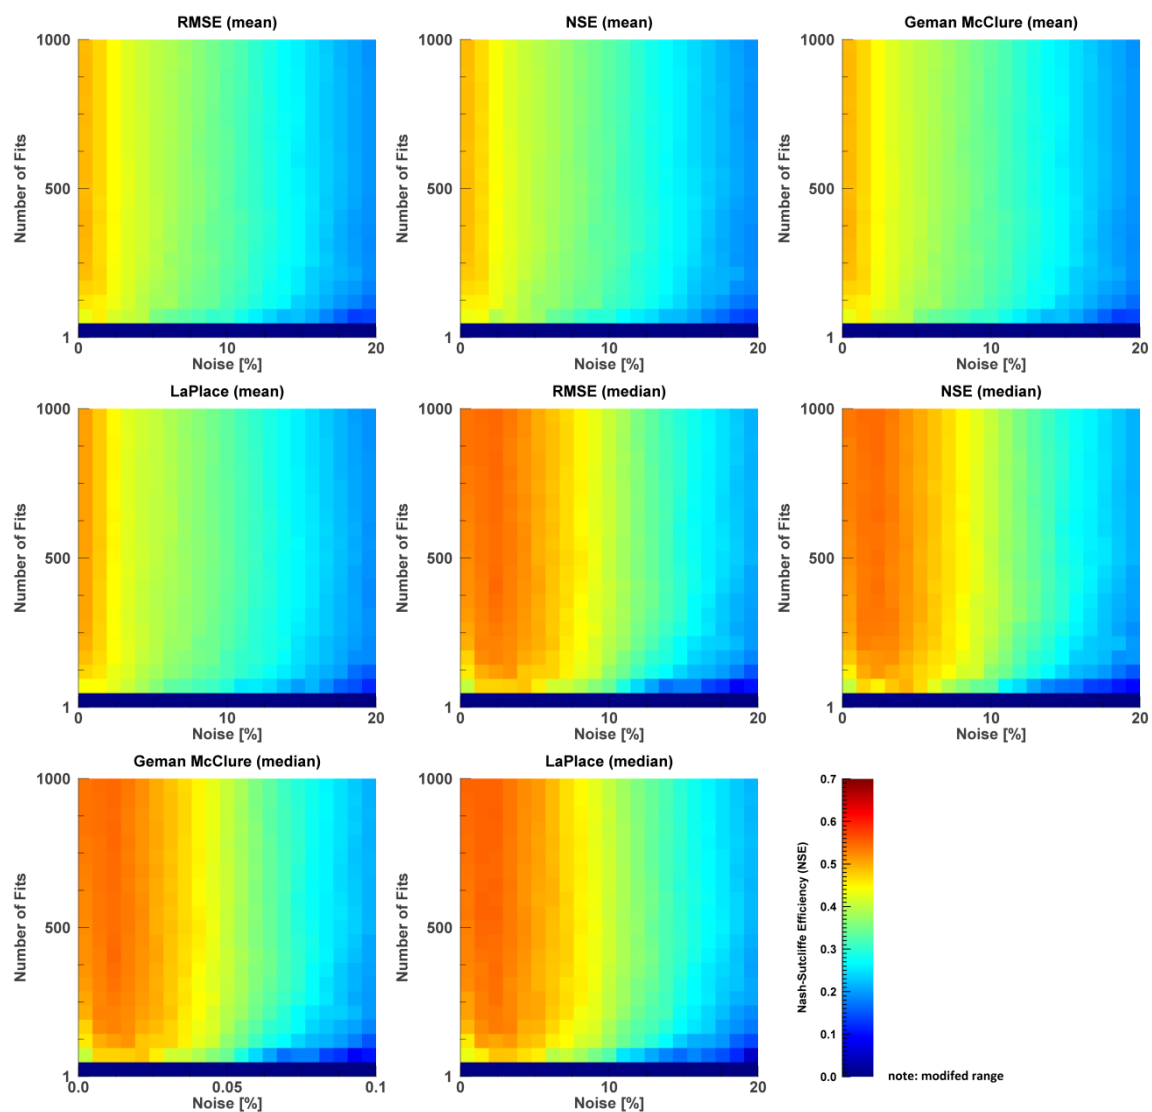 RMSE (mean)
1000
500
1
Number of Fits
0
10
20
Noise [%]
NSE (mean)
1000
500
1
Number of Fits
0
10
20
Noise [%]
Geman McClure (mean)
1000
500
1
Number of Fits
0
10
20
Noise [%]
LaPlace (mean)
1000
500
1
Number of Fits
0
10
20
Noise [%]
RMSE (median)
1000
500
1
Number of Fits
0
10
20
Noise [%]
NSE (median)
1000
500
1
Number of Fits
0
10
20
Noise [%]
Geman McClure (median)
1000
500
1
Number of Fits
0.0
0.05
0.1
Noise [%]
LaPlace (median)
1000
500
1
Number of Fits
0
10
20
Noise [%]
Nash-Sutcliffe Efficiency (NSE)
0.7
0.6
0.5
0.4
0.3
0.2
0.1
0.0
note: modifed range